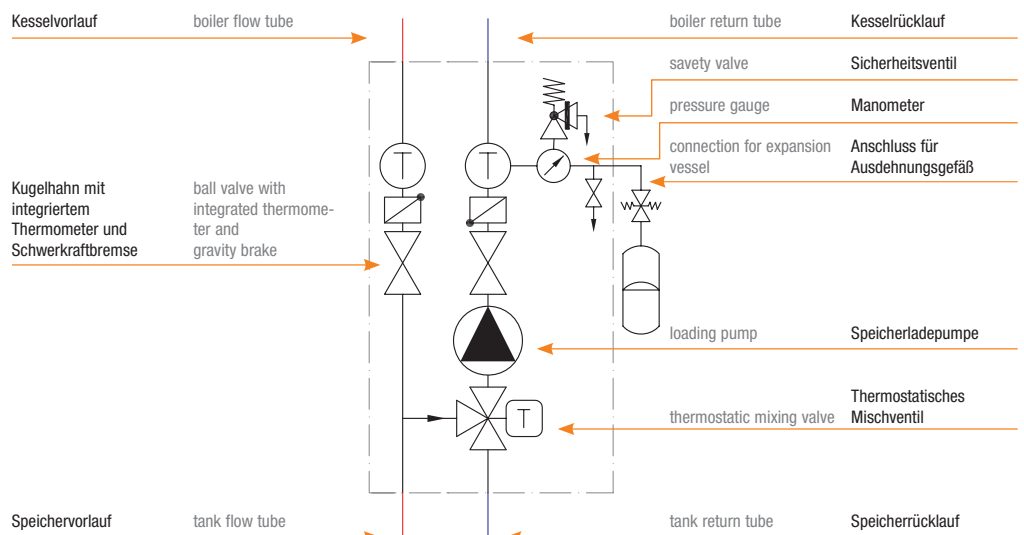 Kesselvorlauf boiler flow tube boiler return tube Kesselrücklauf
savety valve Sicherheitsventil
pressure gauge Manometer
connection for expansion Anschluss für
vessel Ausdehnungsgefäß
T T
Kugelhahn mit ball valve with
integriertem integrated thermome-
Thermometer und ter and
Schwerkraftbremse gravity brake
loading pump Speicherladepumpe
Thermostatisches
T thermostatic mixing valve Mischventil
Speichervorlauf tank flow tube tank return tube Speicherrücklauf